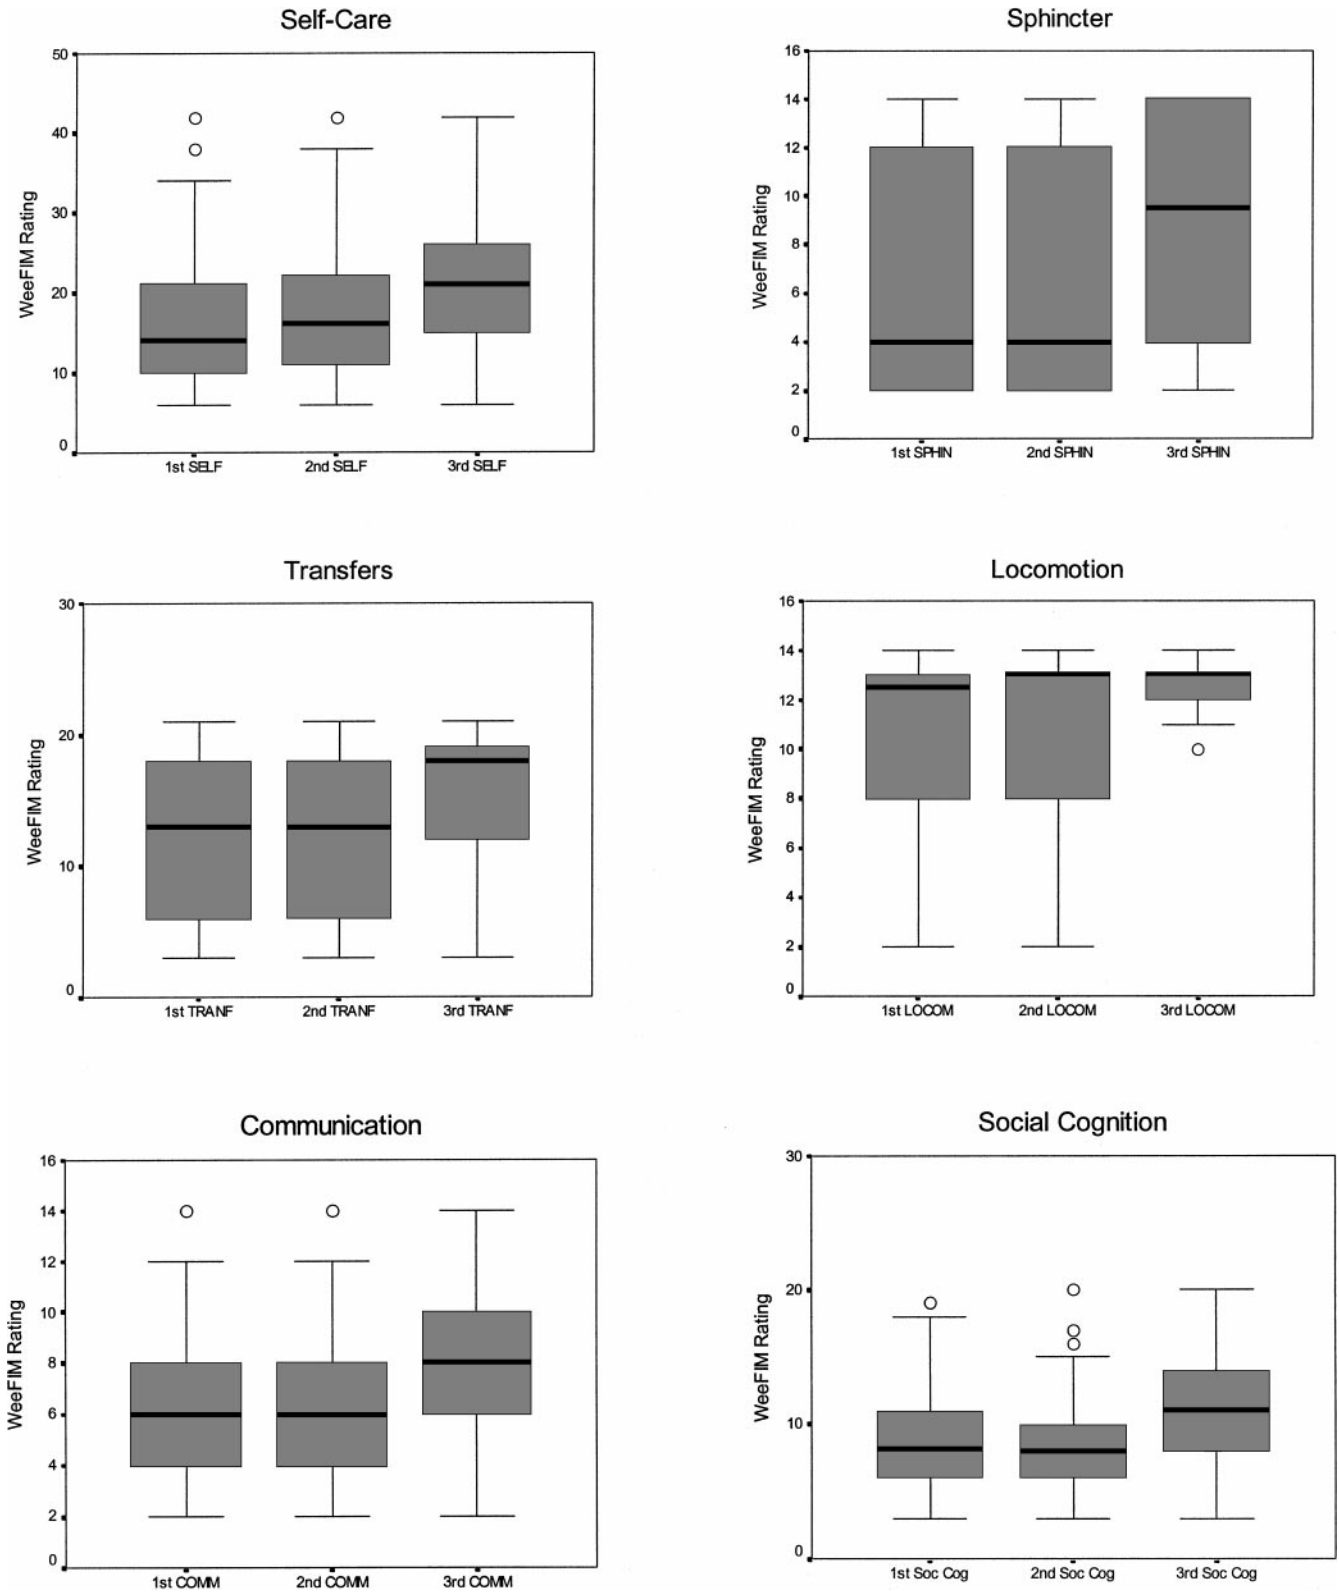 Self-Care
50
40
30
20
10
0
WeeFIM Rating
1st SELF 2nd SELF 3rd SELF
Sphincter
16
14
12
10
8
6
4
2
0
WeeFIM Rating
1st SPHIN 2nd SPHIN 3rd SPHIN
Transfers
30
20
10
0
WeeFIM Rating
1st TRANF 2nd TRANF 3rd TRANF
Locomotion
16
14
12
10
8
6
4
2
0
WeeFIM Rating
1st LOCOM 2nd LOCOM 3rd LOCOM
Communication
16
14
12
10
8
6
4
2
0
WeeFIM Rating
1st COMM 2nd COMM 3rd COMM
Social Cognition
30
20
10
0
WeeFIM Rating
1st Soc Cog 2nd Soc Cog 3rd Soc Cog